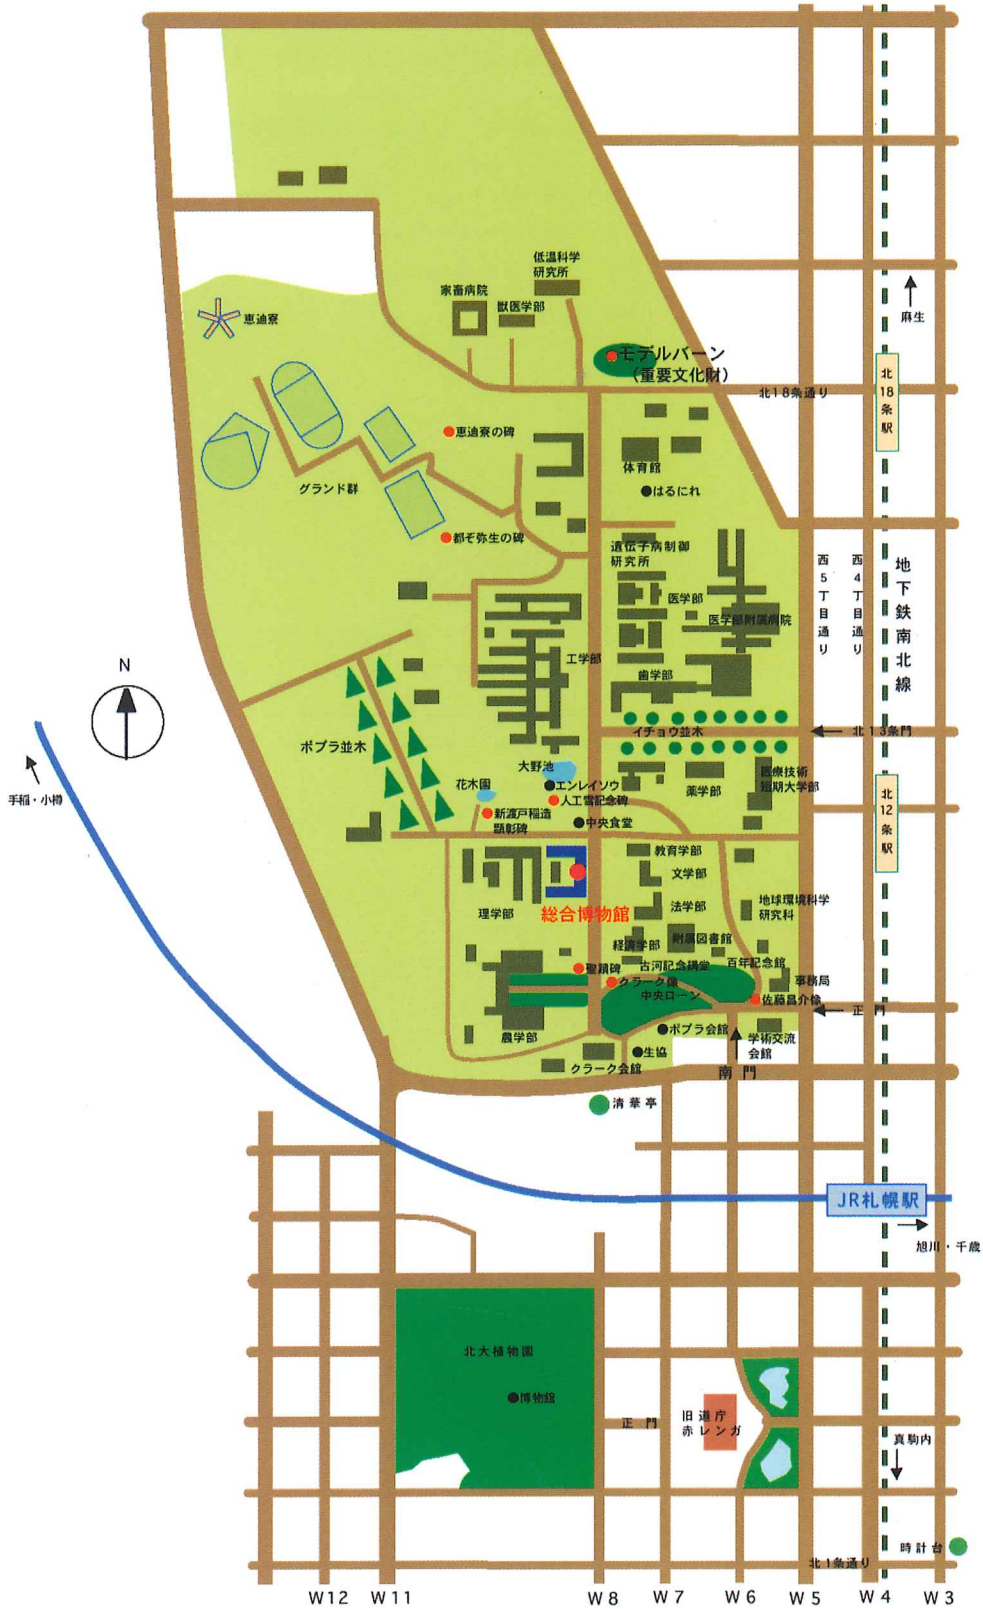 低温科学
研究所
家畜病院
獣医学部
恵迪寮
麻生
モデルバーン
(重要文化財)
北18条通り
北18条駅
恵迪寮の碑
体育館
グランド群
はるにれ
都ぞ弥生の碑
遺伝子病制御
研究所
西5丁目通り
西4丁目通り
地下鉄南北線
医学部
医学部附属病院
工学部
歯学部
N
イチョウ並木
北13条門
ポプラ並木
大野池
医療技術
短期大学部
花木園
エンレイソウ
薬学部
手稲・小樽
人工雪記念碑
新渡戸稲造
顕彰碑
中央食堂
北12条駅
教育学部
文学部
理学部
総合博物館
法学部
地球環境科学
研究科
経済学部
附属図書館
聖蹟碑
古河記念講堂
百年記念館
クラーク像
中央ローン
事務局
佐藤昌介像
正門
農学部
ポプラ会館
学術交流
会館
生協
クラーク会館
南門
清華亭
JR札幌駅
旭川・千歳
北大植物園
博物館
正門
旧道庁
赤レンガ
真駒内
時計台
北1条通り
W12 W11 W8 W7 W6 W5 W4 W3